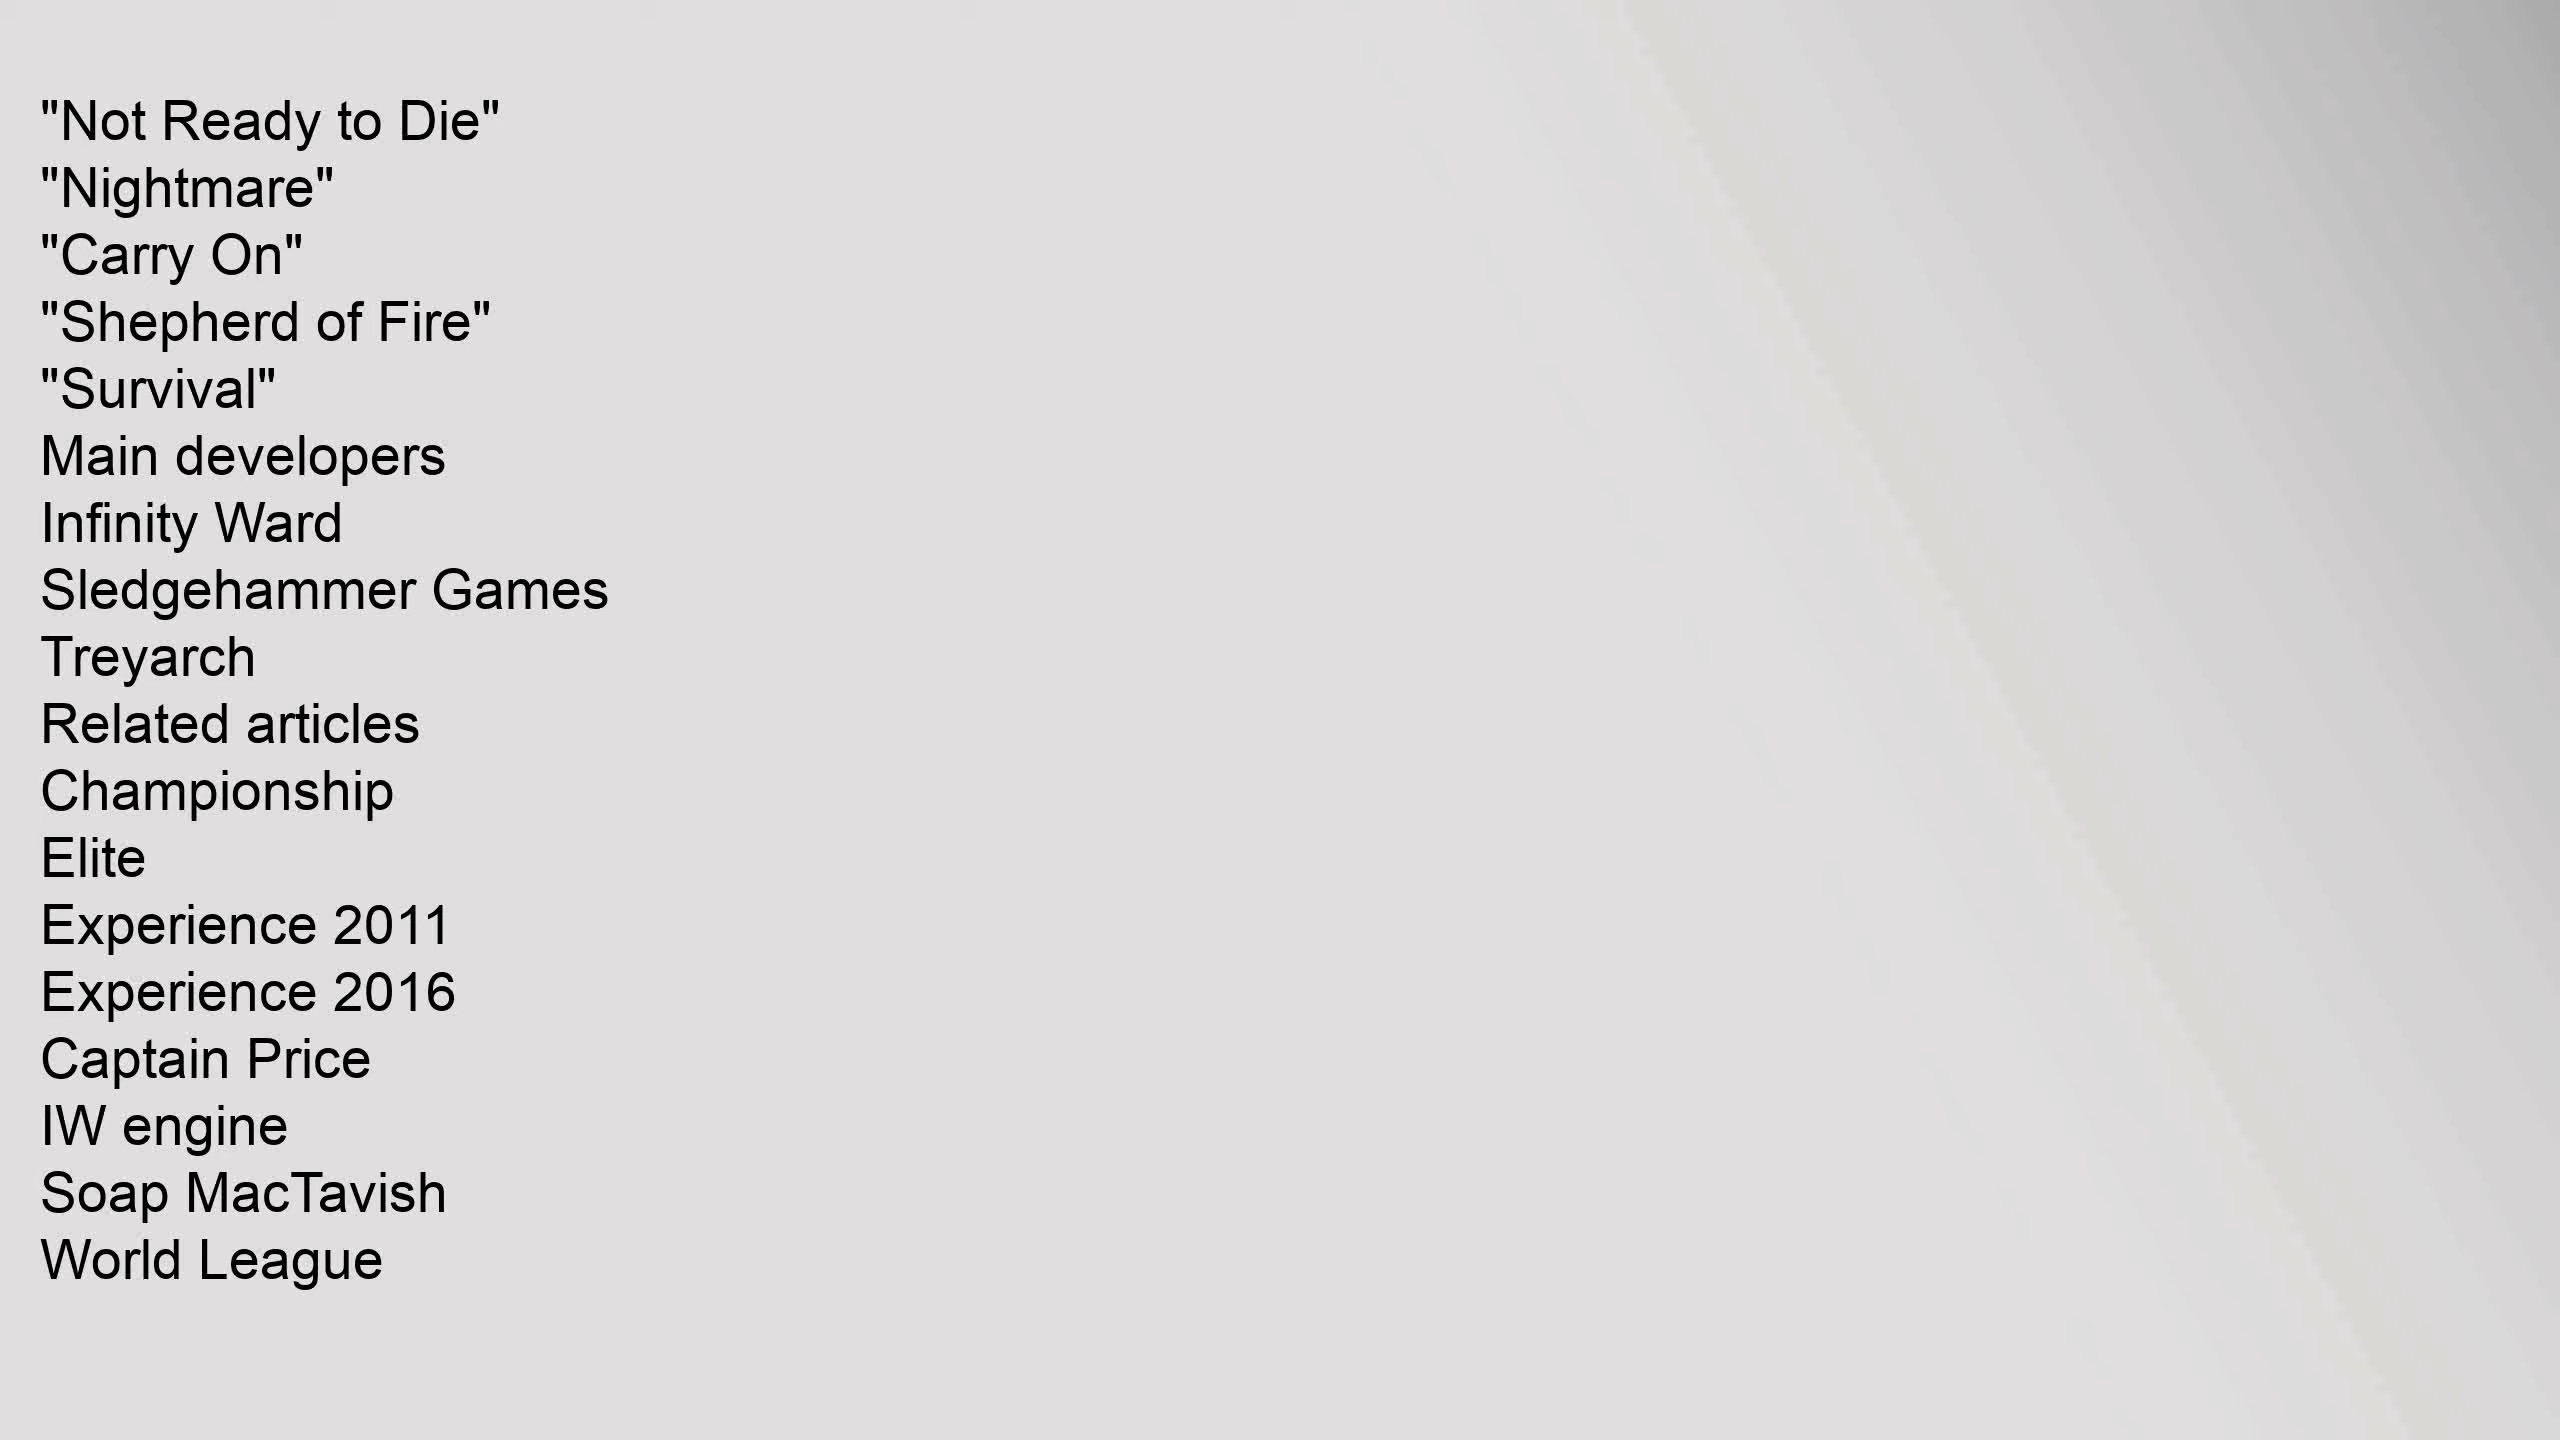 "Not Ready to Die"
"Nightmare"
"Carry On"
"Shepherd of Fire"
"Survival"
Main developers
Infinity Ward
Sledgehammer Games
Treyarch
Related articles
Championship
Elite
Experience 2011
Experience 2016
Captain Price
IW engine
Soap MacTavish
World League